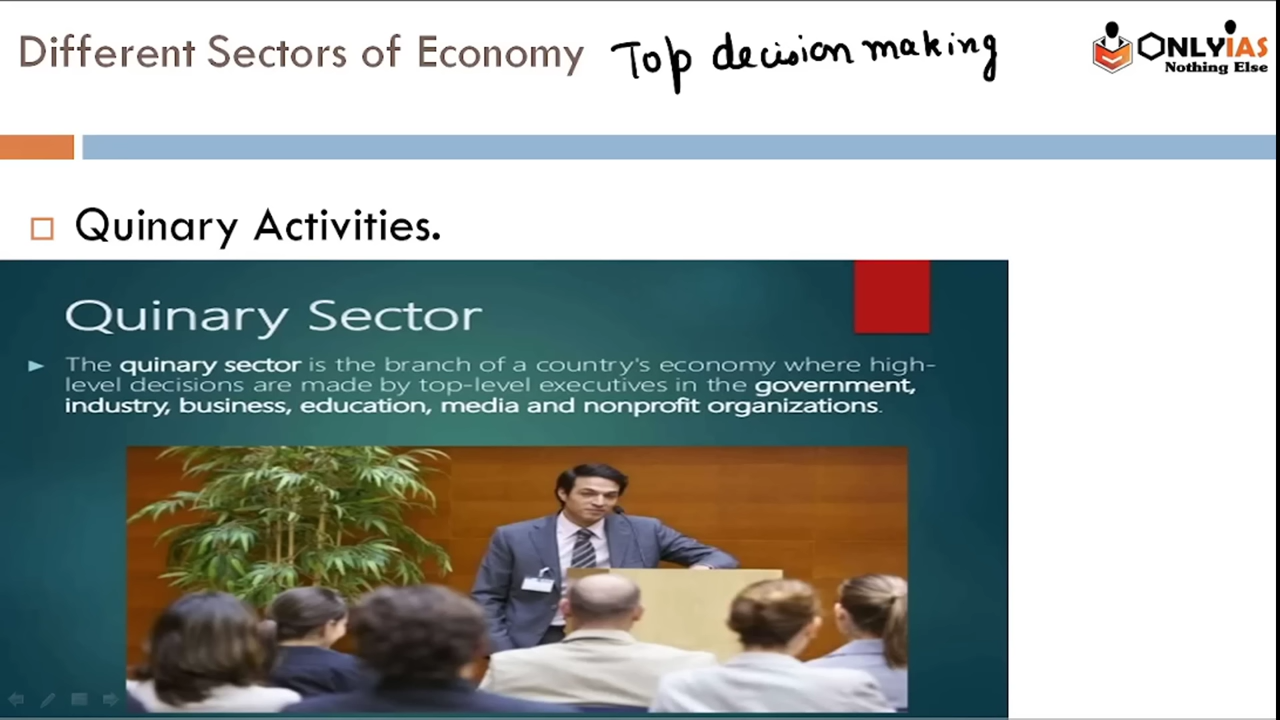 Different Sectors of Economy Top decision making
ONLYIAS
Nothing Else
Quinary Activities.
Quinary Sector
The quinary sector is the branch of a country's economy where high-
level decisions are made by top-level executives in the government,
industry, business, education, media and nonprofit organizations.